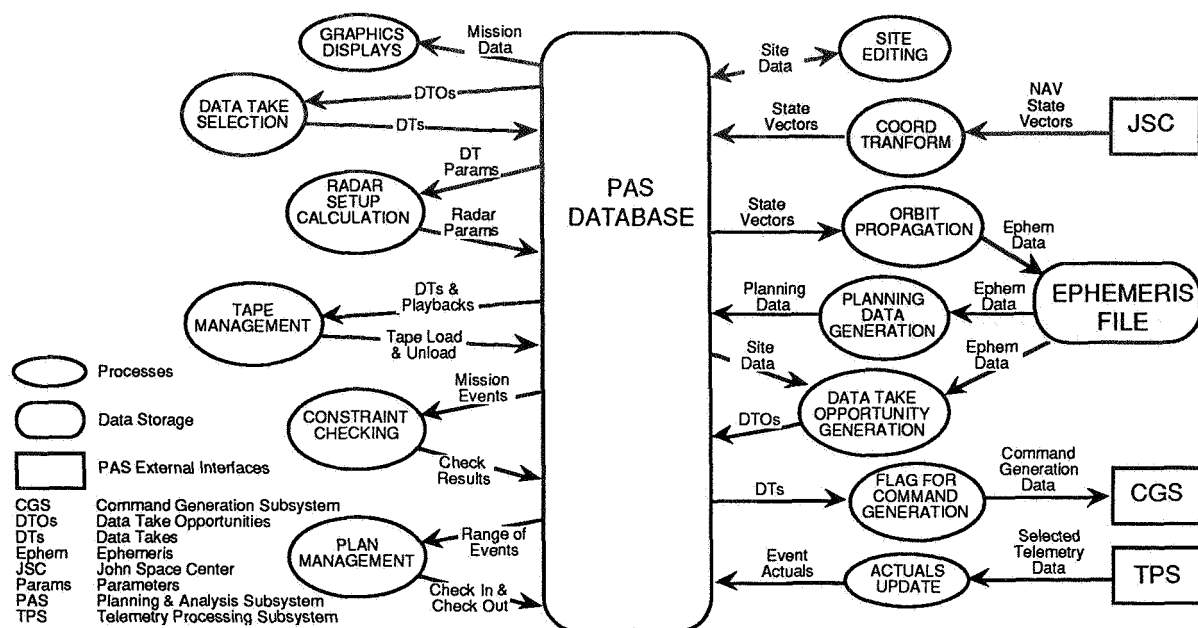 GRAPHICS
DISPLAYS
Mission
Data
DATA TAKE
SELECTION
DTOs
DTs
RADAR
SETUP
CALCULATION
DT
Params
Radar
Params
TAPE
MANAGEMENT
DTs &
Playbacks
Tape Load
& Unload
CONSTRAINT
CHECKING
Mission
Events
Check
Results
PLAN
MANAGEMENT
Range of
Events
Check In &
Check Out
PAS
DATABASE
Site
Data
SITE
EDITING
State
Vectors
COORD
TRANFORM
NAV
State
Vectors
JSC
State
Vectors
ORBIT
PROPAGATION
Ephem
Data
EPHEMERIS
FILE
Planning
Data
PLANNING
DATA
GENERATION
Ephem
Data
Site
Data
DTOs
DATA TAKE
OPPORTUNITY
GENERATION
Ephem
Data
DTs
FLAG FOR
COMMAND
GENERATION
Command
Generation
Data
CGS
Event
Actuals
ACTUALS
UPDATE
Selected
Telemetry
Data
TPS
Processes
Data Storage
PAS External Interfaces
CGS Command Generation Subsystem
DTOs Data Take Opportunities
DTs Data Takes
Ephem Ephemeris
JSC John Space Center
Params Parameters
PAS Planning & Analysis Subsystem
TPS Telemetry Processing Subsystem